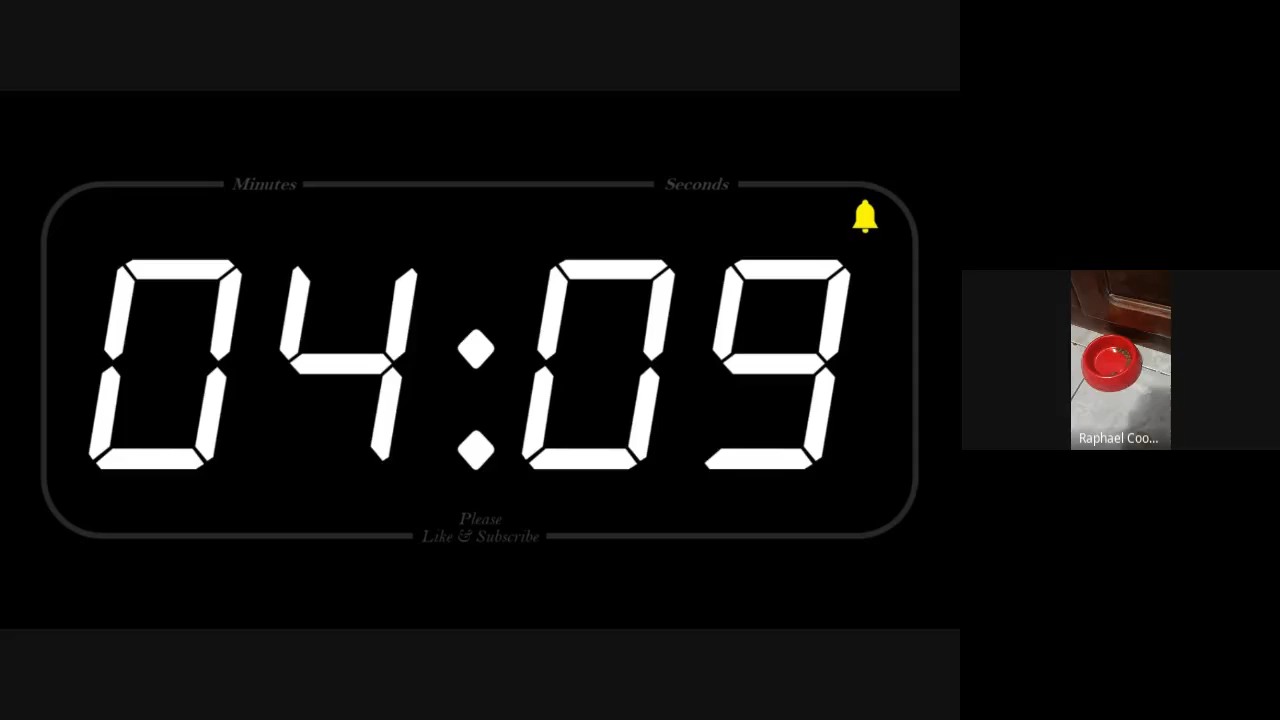 Minutes
Seconds
04:09
Please
Like & Subscribe
Raphael Coo...